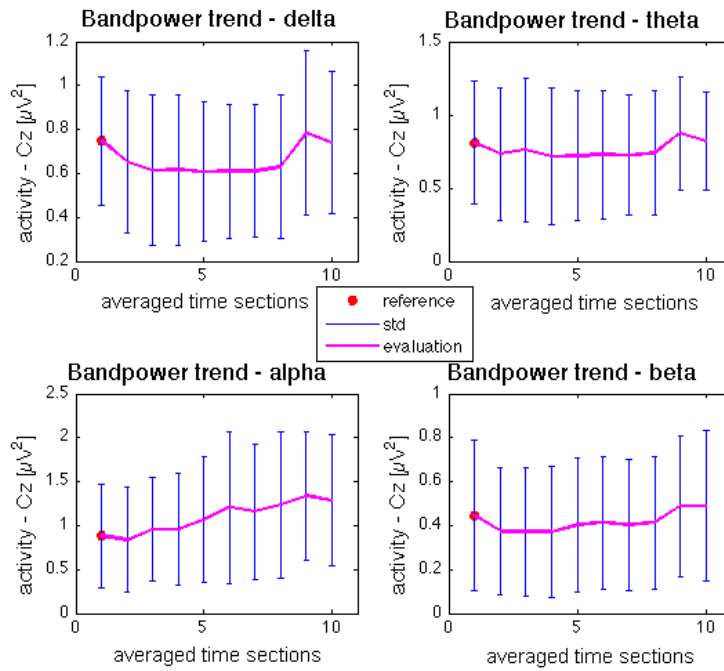 Bandpower trend - delta
1.2
1
0.8
0.6
0.4
0.2
0
5
10
activity - Cz [µV²]
averaged time sections
Bandpower trend - theta
1.5
1
0.5
0
0
5
10
activity - Cz [µV²]
averaged time sections
reference
std
evaluation
Bandpower trend - alpha
2.5
2
1.5
1
0.5
0
0
5
10
activity - Cz [µV²]
averaged time sections
Bandpower trend - beta
1
0.8
0.6
0.4
0.2
0
0
5
10
activity - Cz [µV²]
averaged time sections